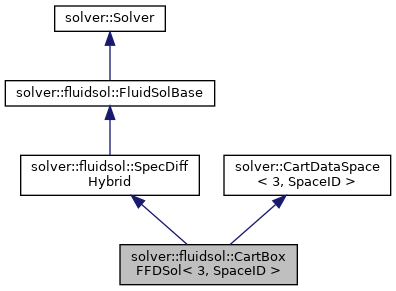 solver::Solver
solver::fluidsol::FluidSolBase
solver::fluidsol::SpecDiff
Hybrid
solver::CartDataSpace
< 3, SpaceID >
solver::fluidsol::CartBox
FFDSol< 3, SpaceID >